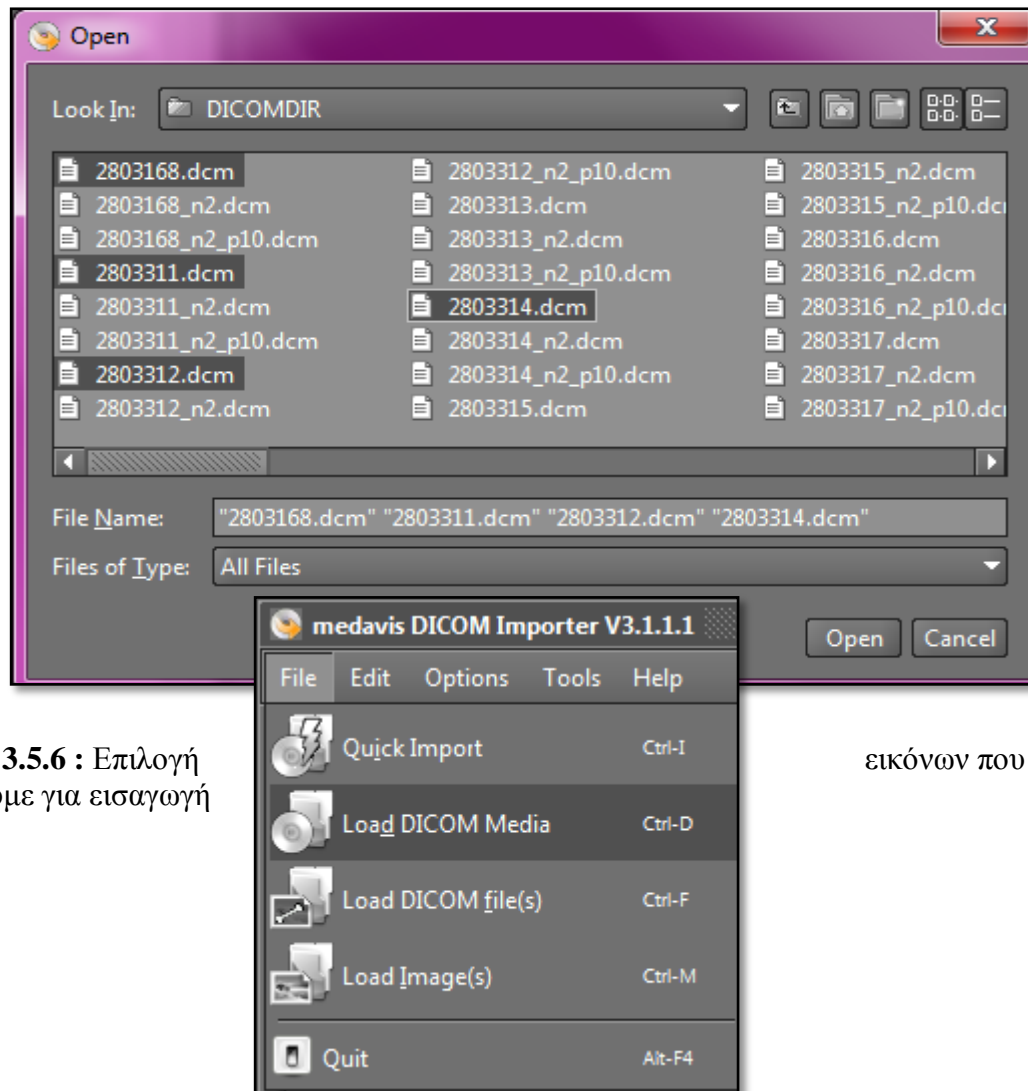 Open
Look In: DICOMDIR
2803168.dcm
2803168_n2.dcm
2803168_n2_p10.dcm
2803311.dcm
2803311_n2.dcm
2803311_n2_p10.dcm
2803312.dcm
2803312_n2.dcm
2803312_n2_p10.dcm
2803313.dcm
2803313_n2.dcm
2803313_n2_p10.dcm
2803314.dcm
2803314_n2.dcm
2803314_n2_p10.dcm
2803315.dcm
2803315_n2.dcm
2803315_n2_p10.dc
2803316.dcm
2803316_n2.dcm
2803316_n2_p10.dc
2803317.dcm
2803317_n2.dcm
2803317_n2_p10.dc
File Name: "2803168.dcm" "2803311.dcm" "2803312.dcm" "2803314.dcm"
Files of Type: All Files
Open Cancel
medavis DICOM Importer V3.1.1.1
File Edit Options Tools Help
Quick Import Ctrl-I
Load DICOM Media Ctrl-D
Load DICOM file(s) Ctrl-F
Load Image(s) Ctrl-M
Quit Alt-F4
3.5.6 : Επιλογή εικόνων που
με για εισαγωγή